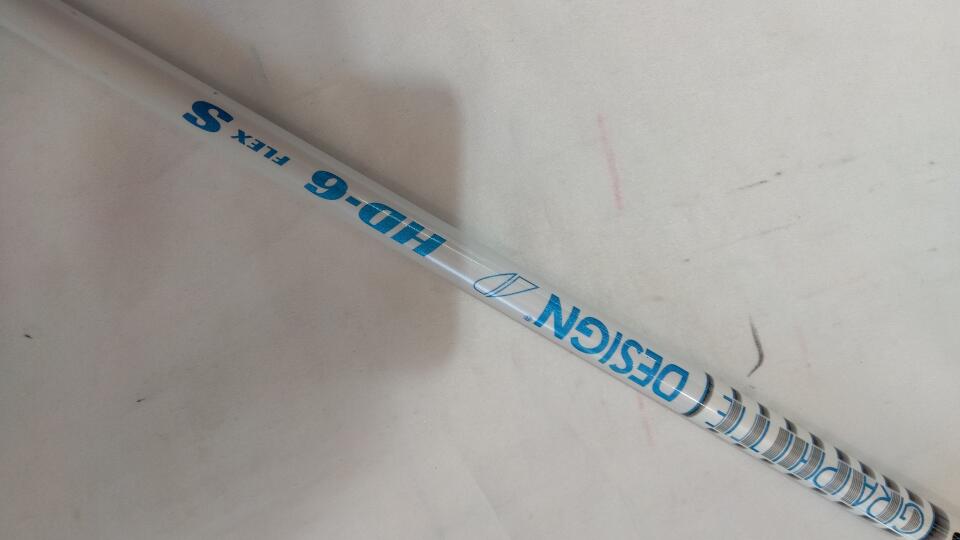 GRAPHITE DESIGN® HD-6 FLEX S